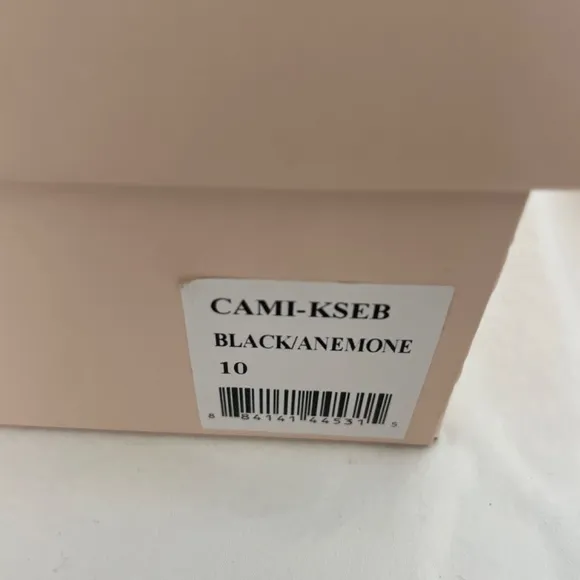 CAMI-KSEB
BLACK/ANEMONE
10
8 84141 44531 5